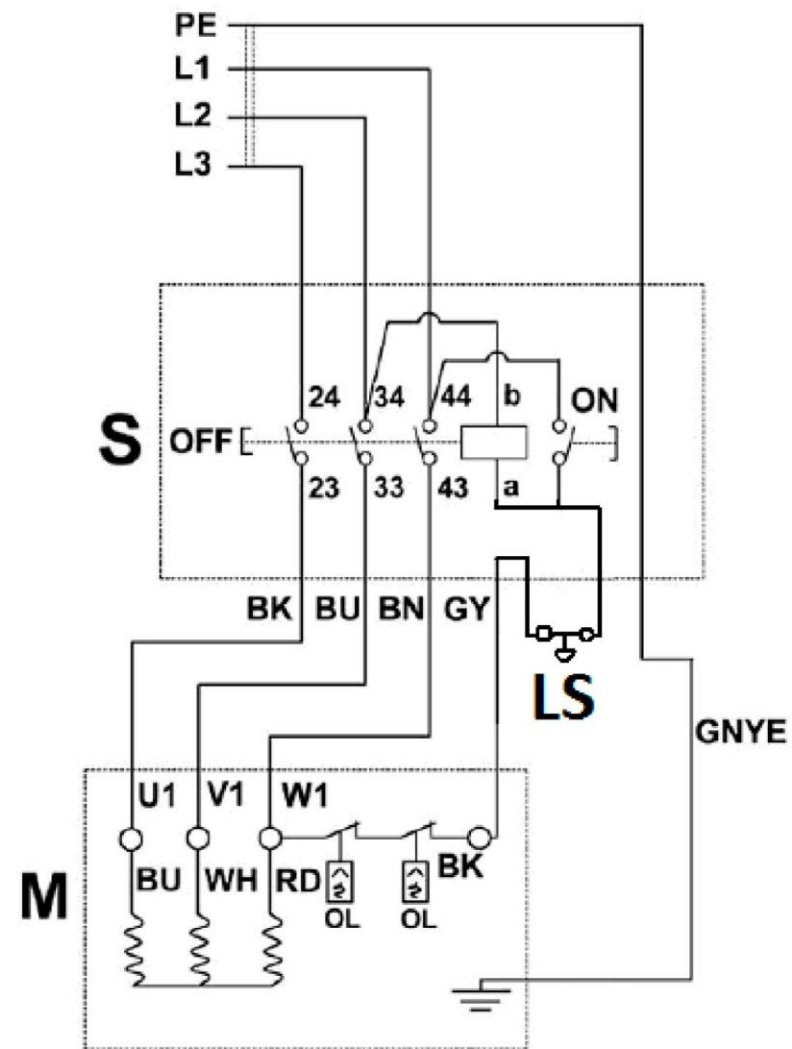 PE
L1
L2
L3
24 34 44 b ON
S OFF
23 33 43 a
BK BU BN GY
LS
GNYE
U1 V1 W1
M BU WH RD BK
OL OL